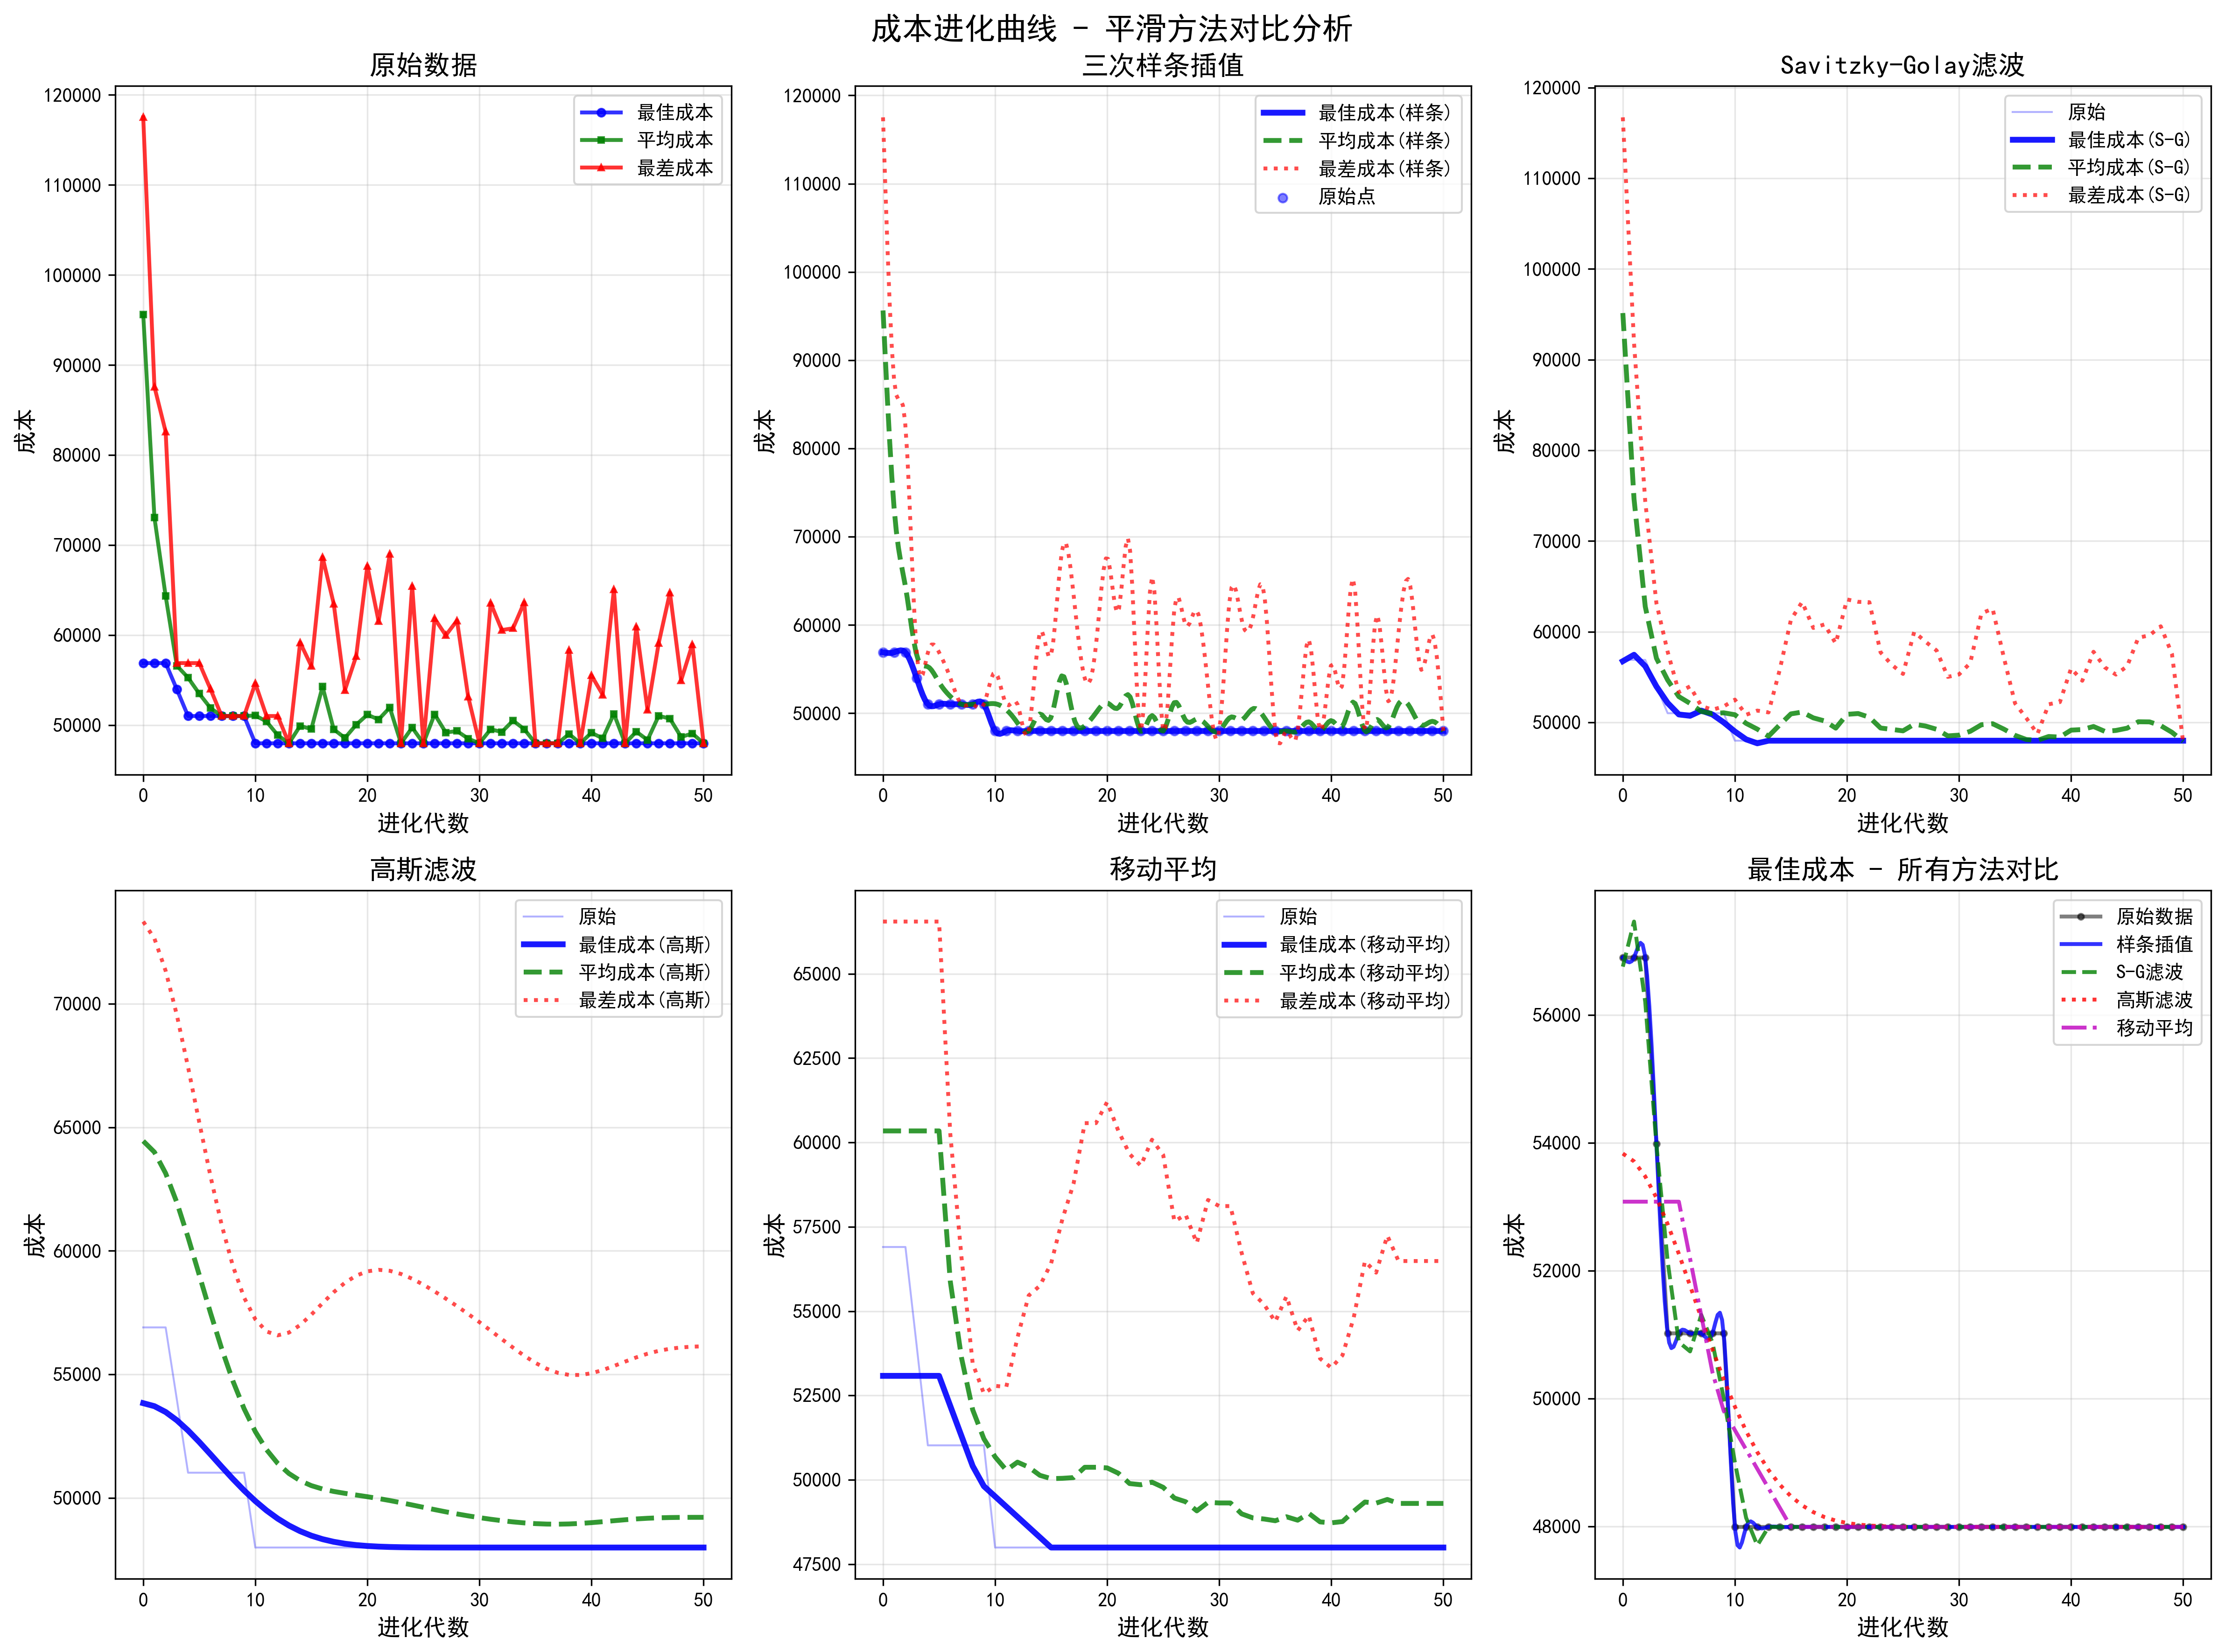 成本进化曲线 - 平滑方法对比分析
原始数据
120000
110000
100000
90000
80000
70000
60000
50000
成本
0 10 20 30 40 50
进化代数
最佳成本
平均成本
最差成本
三次样条插值
120000
110000
100000
90000
80000
70000
60000
50000
成本
0 10 20 30 40 50
进化代数
最佳成本(样条)
平均成本(样条)
最差成本(样条)
原始点
Savitzky-Golay滤波
120000
110000
100000
90000
80000
70000
60000
50000
成本
0 10 20 30 40 50
进化代数
原始
最佳成本(S-G)
平均成本(S-G)
最差成本(S-G)
高斯滤波
70000
65000
60000
55000
50000
成本
0 10 20 30 40 50
进化代数
原始
最佳成本(高斯)
平均成本(高斯)
最差成本(高斯)
移动平均
65000
62500
60000
57500
55000
52500
50000
47500
成本
0 10 20 30 40 50
进化代数
原始
最佳成本(移动平均)
平均成本(移动平均)
最差成本(移动平均)
最佳成本 - 所有方法对比
56000
54000
52000
50000
48000
成本
0 10 20 30 40 50
进化代数
原始数据
样条插值
S-G滤波
高斯滤波
移动平均